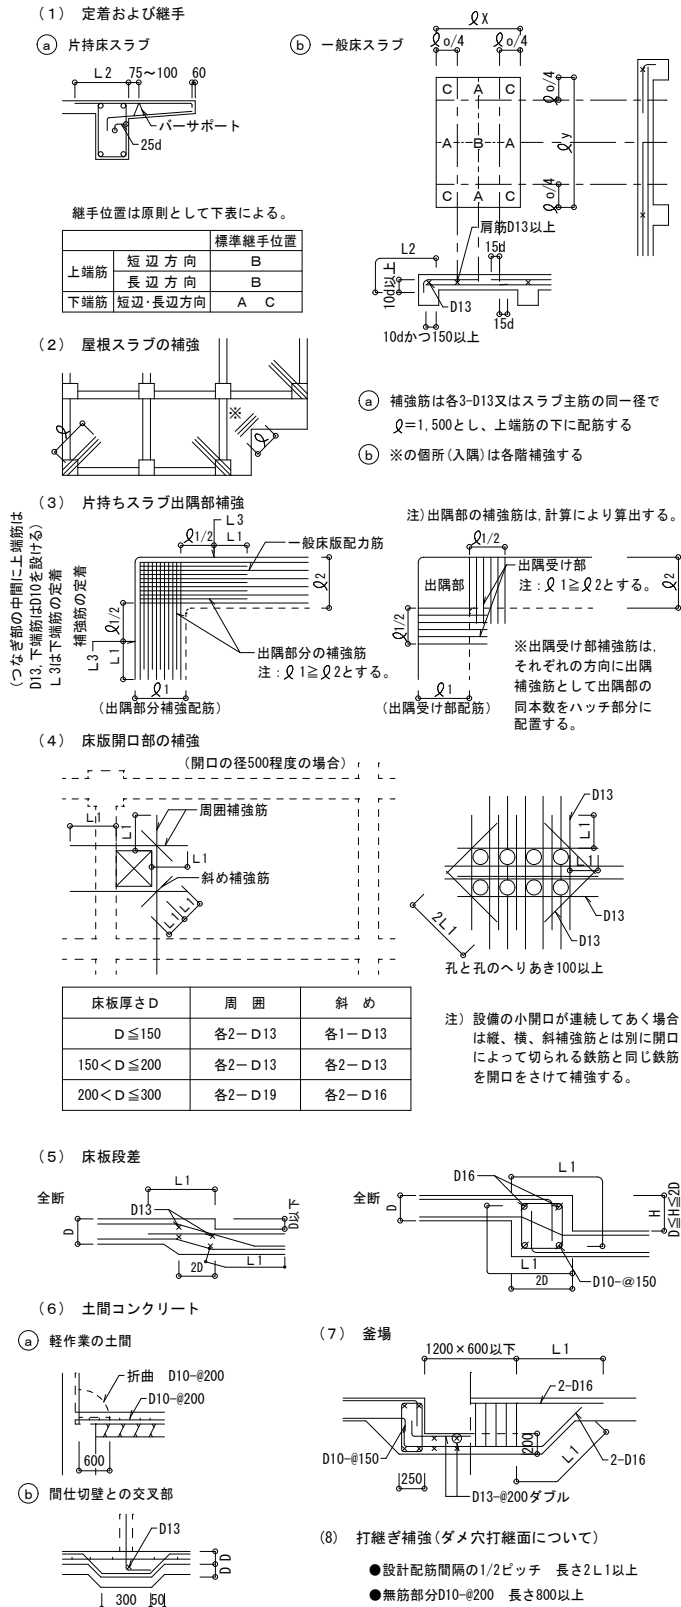 (1) 定着および継手
ⓐ 片持床スラブ
L2 75~100 60
バーサポート
25d
継手位置は原則として下表による。
標準継手位置
上端筋 短 辺 方 向 B
長 辺 方 向 B
下端筋 短辺・長辺方向 A C
ⓑ 一般床スラブ
ℓX
ℓo/4 ℓo/4
C A C
A B A
C A C
ℓo/4
ℓy
ℓo/4
肩筋D13以上
L2 15d
10d以上
D13
10dかつ150以上 15d
(2) 屋根スラブの補強
※
ℓ
ℓ
ⓐ 補強筋は各3-D13又はスラブ主筋の同一径で
ℓ=1,500とし、上端筋の下に配筋する
ⓑ ※の個所(入隅)は各階補強する
(3) 片持ちスラブ出隅部補強
(つなぎ部の中間に上端筋は
D13,下端筋はD10を設ける)
L3は下端筋の定着
補強筋の定着
L3
ℓ1/2 L1
一般床版配力筋
ℓ2
ℓ1/2
L3 L1
出隅部分の補強筋
注:ℓ1≧ℓ2とする。
ℓ1
(出隅部分補強配筋)
注)出隅部の補強筋は,計算により算出する。
ℓ1/2
出隅部
出隅受け部
注:ℓ1≧ℓ2とする。
ℓ2
ℓ1/2
ℓ1
(出隅受け部配筋)
※出隅受け部補強筋は,
それぞれの方向に出隅
補強筋として出隅部の
同本数をハッチ部分に
配置する。
(4) 床版開口部の補強
(開口の径500程度の場合)
周囲補強筋
L1 L1
L1
斜め補強筋
L1 L1
D13
L1
L1
D13
D13
2L1
孔と孔のへりあき100以上
床板厚さD 周 囲 斜 め
D≦150 各2-D13 各1-D13
150<D≦200 各2-D13 各2-D13
200<D≦300 各2-D19 各2-D16
注) 設備の小開口が連続してあく場合
は縦、横、斜補強筋とは別に開口
によって切られる鉄筋と同じ鉄筋
を開口をさけて補強する。
(5) 床板段差
全断
L1
D13
D
D以下
2D L1
全断
D16 L1
D
H
D≦H≦2D
L1
2D D10-@150
(6) 土間コンクリート
ⓐ 軽作業の土間
折曲 D10-@200
D10-@200
600
ⓑ 間仕切壁との交叉部
D13
D D
300 50
(7) 釜場
1200×600以下 L1
2-D16
D10-@150
200
L1
2-D16
250
D13-@200ダブル
(8) 打継ぎ補強(ダメ穴打継面について)
●設計配筋間隔の1/2ピッチ 長さ2L1以上
●無筋部分D10-@200 長さ800以上